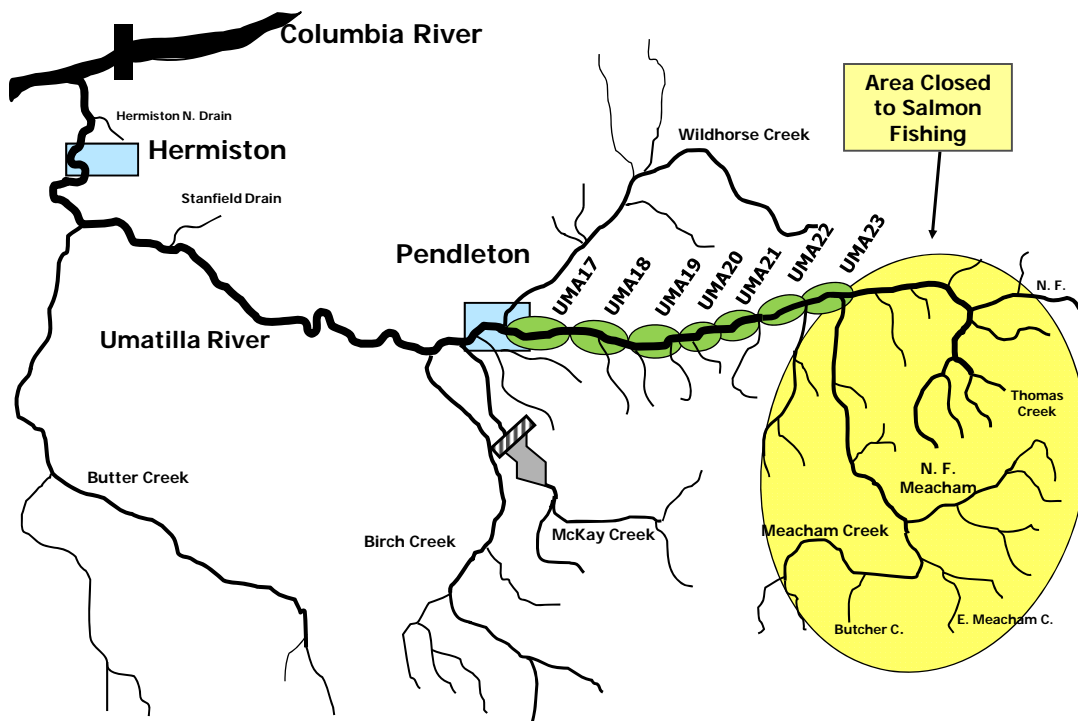 Columbia River
Hermiston N. Drain
Hermiston
Stanfield Drain
Area Closed
to Salmon
Fishing
Wildhorse Creek
Pendleton
UMA17
UMA18
UMA19
UMA20
UMA21
UMA22
UMA23
N. F.
Umatilla River
Thomas
Creek
N. F.
Meacham
Butter Creek
Birch Creek
McKay Creek
Meacham Creek
Butcher C.
E. Meacham C.